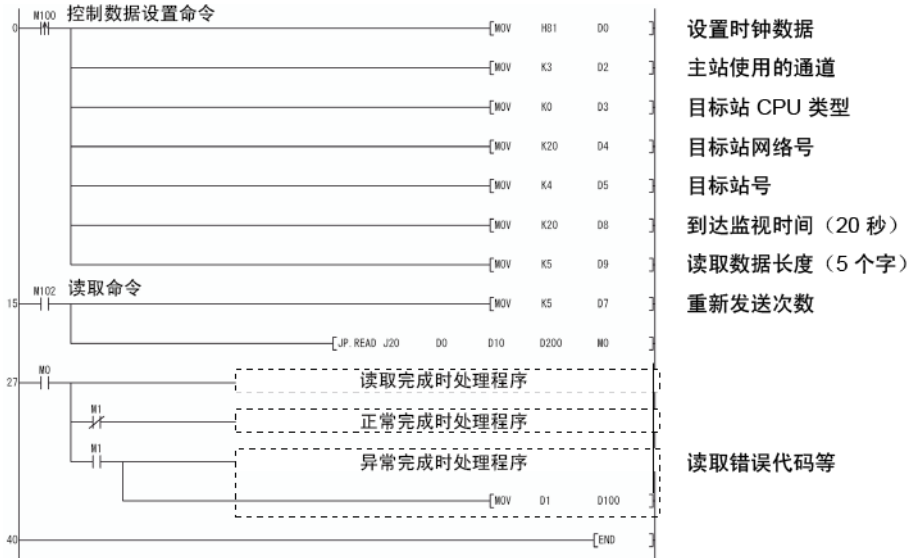 M100 控制数据设置命令
0 [MOV H81 D0 ] 设置时钟数据
[MOV K3 D2 ] 主站使用的通道
[MOV K0 D3 ] 目标站 CPU 类型
[MOV K20 D4 ] 目标站网络号
[MOV K4 D5 ] 目标站号
[MOV K20 D8 ] 到达监视时间（20 秒）
[MOV K5 D9 ] 读取数据长度（5 个字）
M102 读取命令
15 [MOV K5 D7 ] 重新发送次数
[JP.READ J20 D0 D10 D200 M0 ]
M0
27 读取完成时处理程序
M1
正常完成时处理程序
M1
异常完成时处理程序 读取错误代码等
[MOV D1 D100 ]
40 [END ]